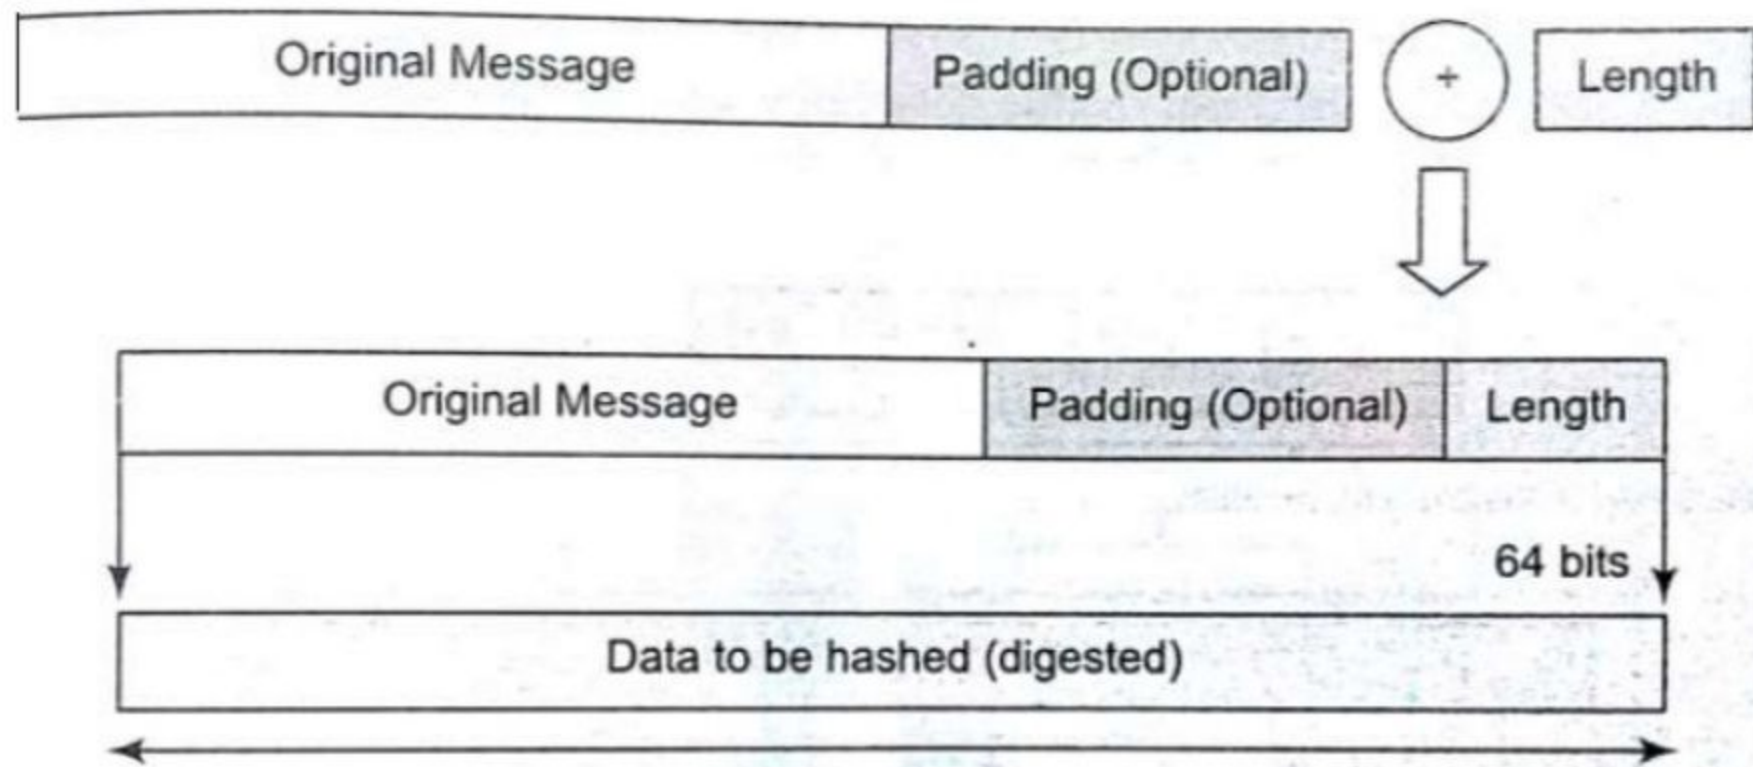 Original Message
Padding (Optional)
+
Length
Original Message
Padding (Optional)
Length
64 bits
Data to be hashed (digested)